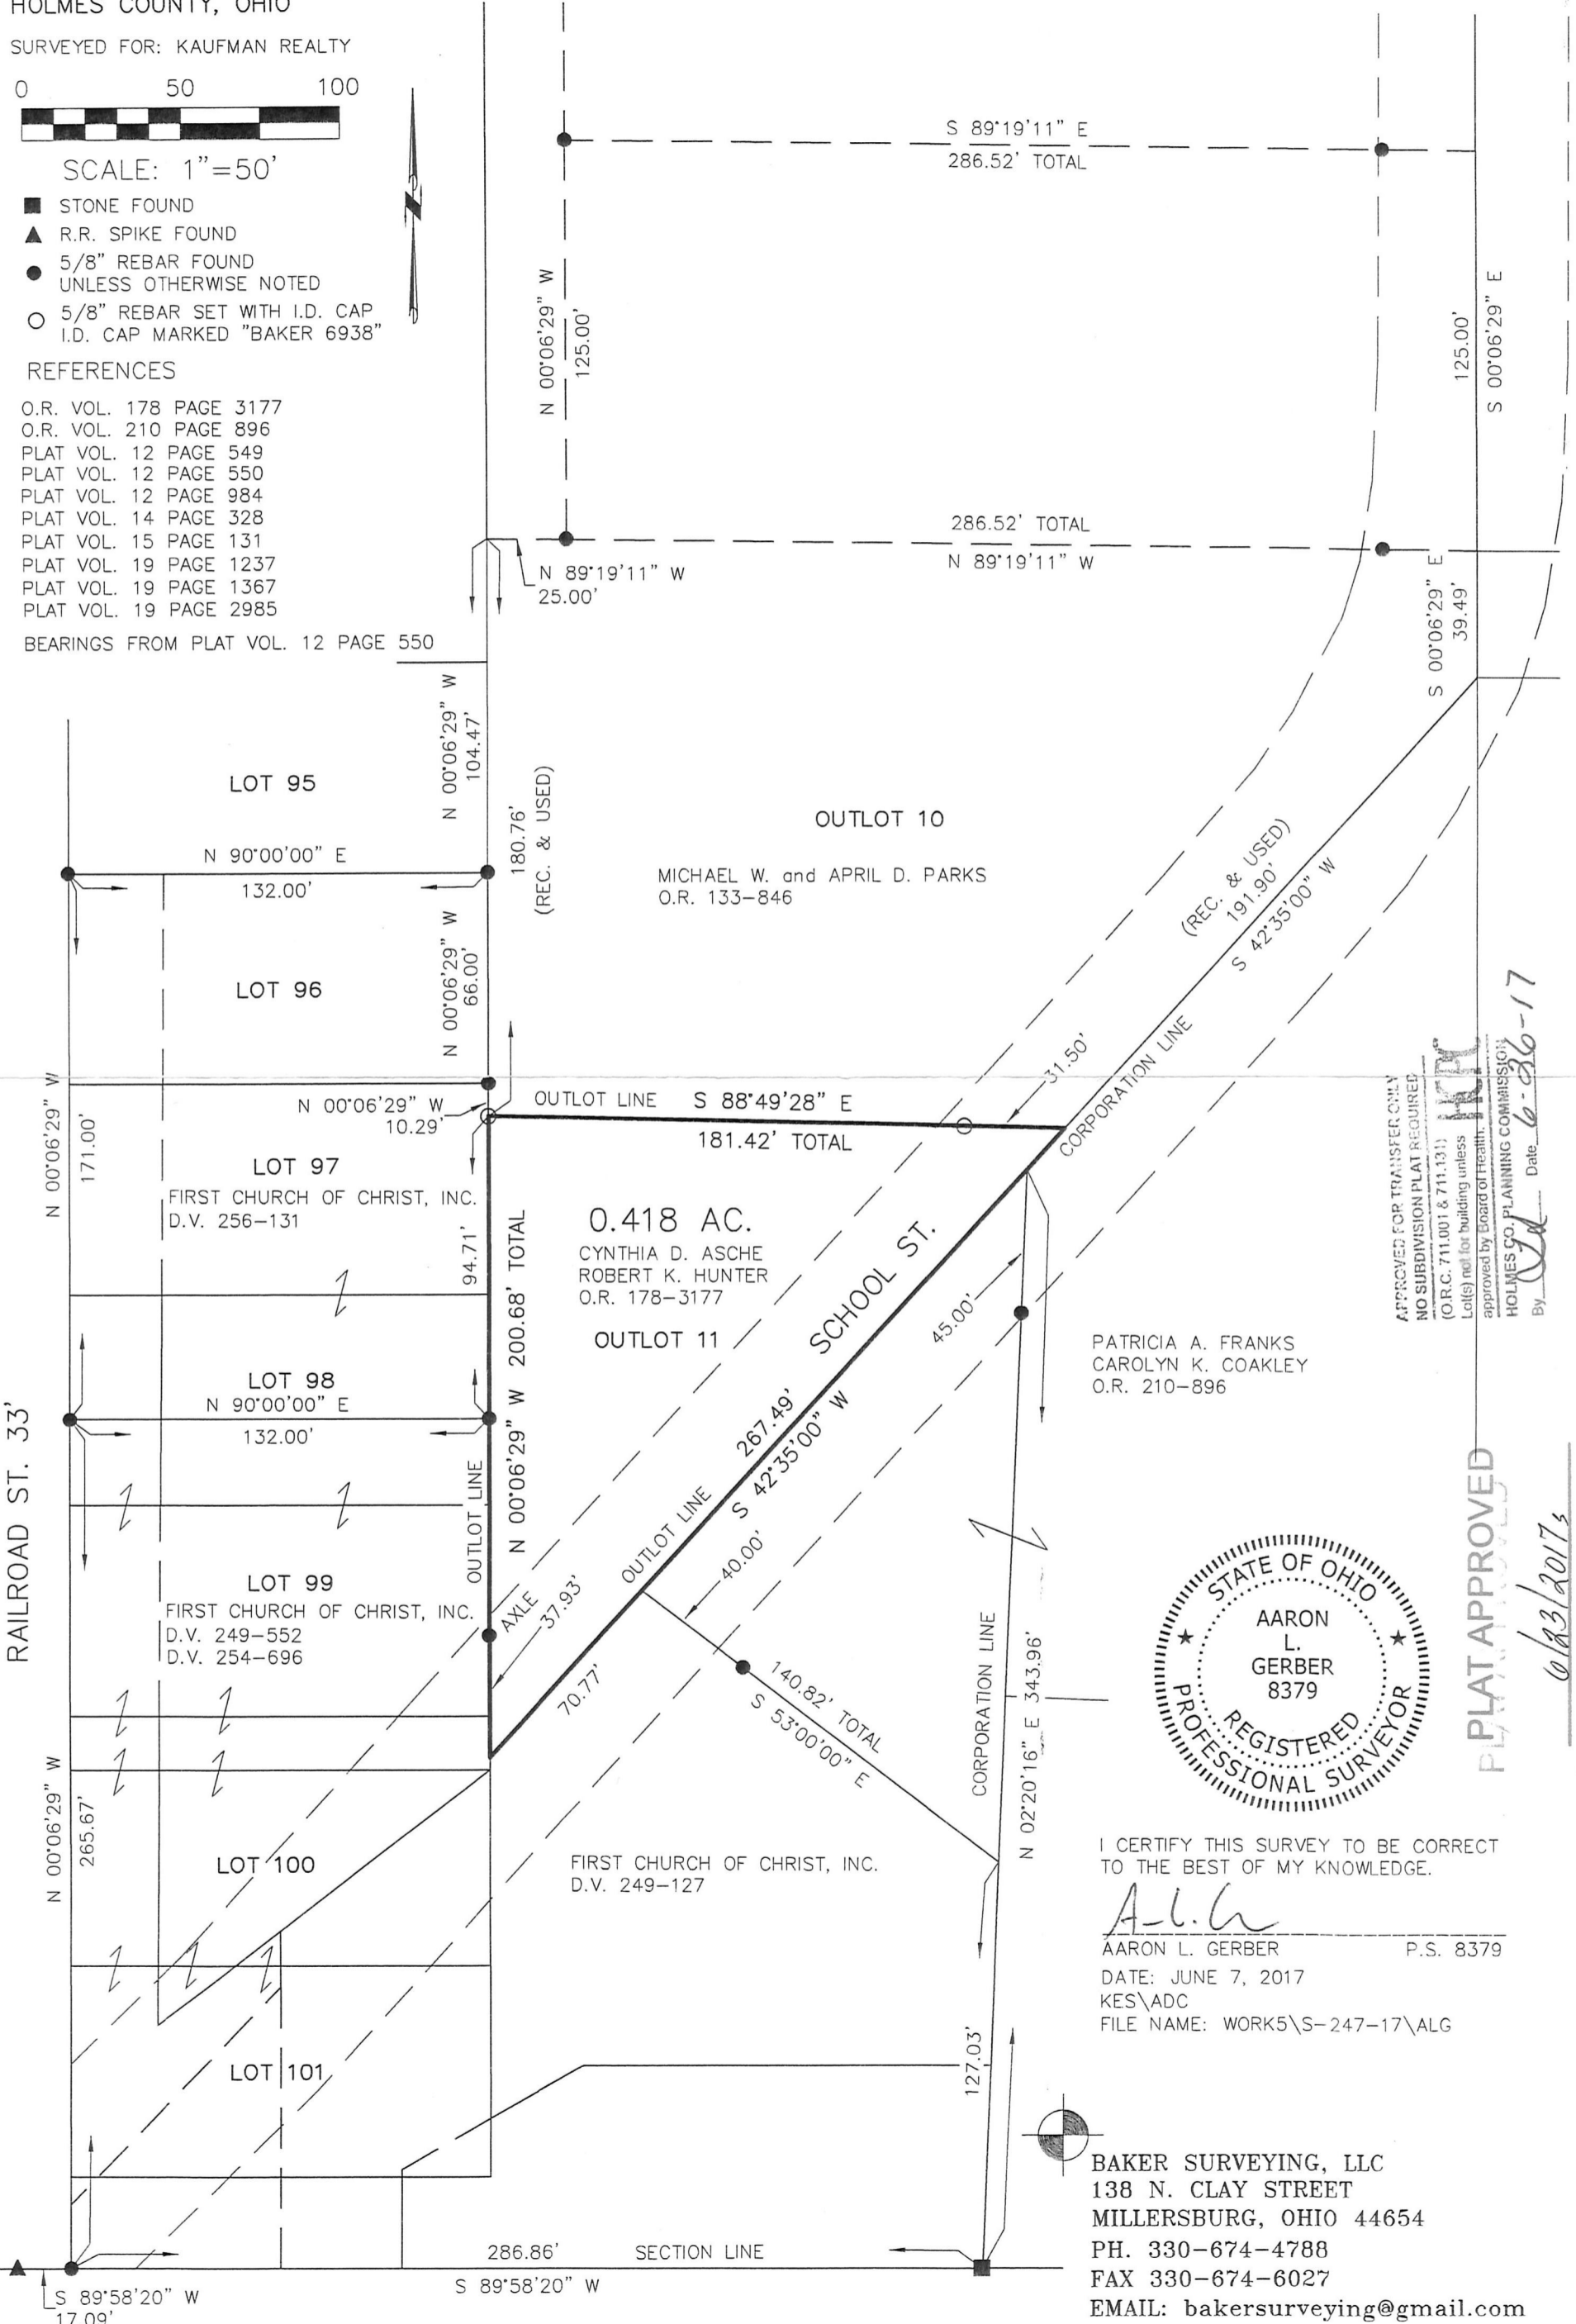 HOLMES COUNTY, OHIO
SURVEYED FOR: KAUFMAN REALTY
0 50 100
SCALE: 1"=50'
STONE FOUND
R.R. SPIKE FOUND
5/8" REBAR FOUND
UNLESS OTHERWISE NOTED
5/8" REBAR SET WITH I.D. CAP
I.D. CAP MARKED "BAKER 6938"
REFERENCES
O.R. VOL. 178 PAGE 3177
O.R. VOL. 210 PAGE 896
PLAT VOL. 12 PAGE 549
PLAT VOL. 12 PAGE 550
PLAT VOL. 12 PAGE 984
PLAT VOL. 14 PAGE 328
PLAT VOL. 15 PAGE 131
PLAT VOL. 19 PAGE 1237
PLAT VOL. 19 PAGE 1367
PLAT VOL. 19 PAGE 2985
BEARINGS FROM PLAT VOL. 12 PAGE 550
N
S 89°19'11" E
286.52' TOTAL
N 00°06'29" W
125.00'
125.00'
S 00°06'29" E
286.52' TOTAL
N 89°19'11" W
N 89°19'11" W
25.00'
S 00°06'29" E
39.49'
N 00°06'29" W
104.47'
180.76'
(REC. & USED)
LOT 95
N 90°00'00" E
132.00'
OUTLOT 10
MICHAEL W. and APRIL D. PARKS
O.R. 133-846
(REC. & USED)
191.90'
S 42°35'00" W
CORPORATION LINE
N 00°06'29" W
66.00'
LOT 96
N 00°06'29" W
171.00'
N 00°06'29" W
10.29'
OUTLOT LINE S 88°49'28" E
181.42' TOTAL
31.50'
CORPORATION LINE
LOT 97
FIRST CHURCH OF CHRIST, INC.
D.V. 256-131
94.71'
N 00°06'29" W 200.68' TOTAL
0.418 AC.
CYNTHIA D. ASCHE
ROBERT K. HUNTER
O.R. 178-3177
OUTLOT 11
SCHOOL ST.
45.00'
267.49'
S 42°35'00" W
OUTLOT LINE
PATRICIA A. FRANKS
CAROLYN K. COAKLEY
O.R. 210-896
APPROVED FOR TRANSFER ONLY
NO SUBDIVISION PLAT REQUIRED
(O.R.C. 711.001 & 711.131)
Lot(s) not for building unless
approved by Board of Health.
HCPC
HOLMES CO. PLANNING COMMISSION
By Date 6-26-17
LOT 98
N 90°00'00" E
132.00'
RAILROAD ST. 33'
OUTLOT LINE
LOT 99
FIRST CHURCH OF CHRIST, INC.
D.V. 249-552
D.V. 254-696
AXLE
37.93'
70.77'
40.00'
140.82' TOTAL
S 53°00'00" E
CORPORATION LINE
N 02°20'16" E 343.96'
PLAT APPROVED
6/23/2017
STATE OF OHIO
AARON
L.
GERBER
8379
REGISTERED
PROFESSIONAL SURVEYOR
N 00°06'29" W
265.67'
LOT 100
FIRST CHURCH OF CHRIST, INC.
D.V. 249-127
I CERTIFY THIS SURVEY TO BE CORRECT
TO THE BEST OF MY KNOWLEDGE.
AARON L. GERBER P.S. 8379
DATE: JUNE 7, 2017
KES\ADC
FILE NAME: WORK5\S-247-17\ALG
LOT 101
127.03'
286.86' SECTION LINE
S 89°58'20" W
S 89°58'20" W
17.09'
BAKER SURVEYING, LLC
138 N. CLAY STREET
MILLERSBURG, OHIO 44654
PH. 330-674-4788
FAX 330-674-6027
EMAIL: bakersurveying@gmail.com